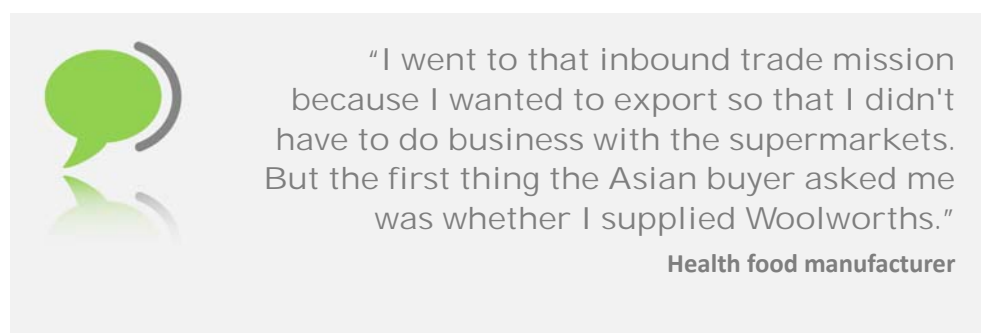 "I went to that inbound trade mission
because I wanted to export so that I didn't
have to do business with the supermarkets.
But the first thing the Asian buyer asked me
was whether I supplied Woolworths."
Health food manufacturer